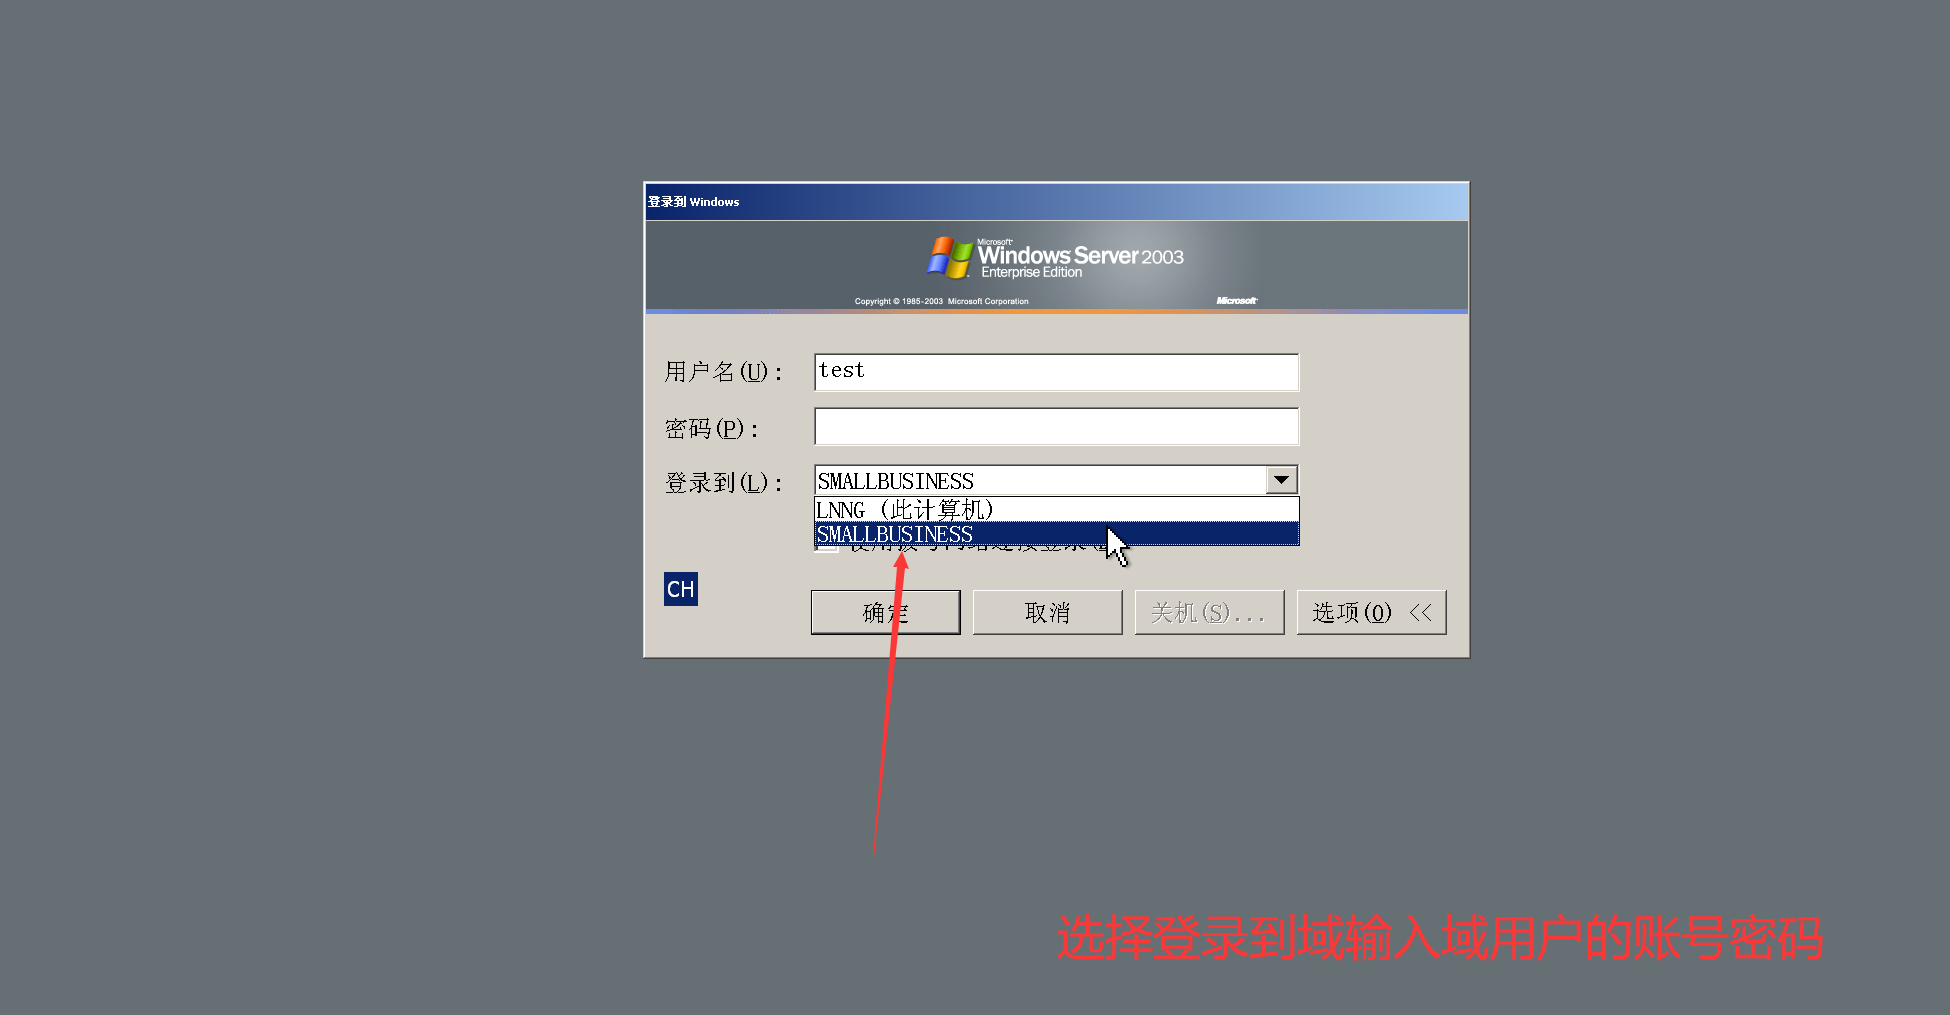 登录到 Windows
Microsoft
Windows Server 2003
Enterprise Edition
Copyright © 1985-2003 Microsoft Corporation
Microsoft
用户名(U)：
test
密码(P)：
登录到(L)：
SMALLBUSINESS
LNNG (此计算机)
SMALLBUSINESS
CH
确定
取消
关机(S)...
选项(O) <<
选择登录到域输入域用户的账号密码